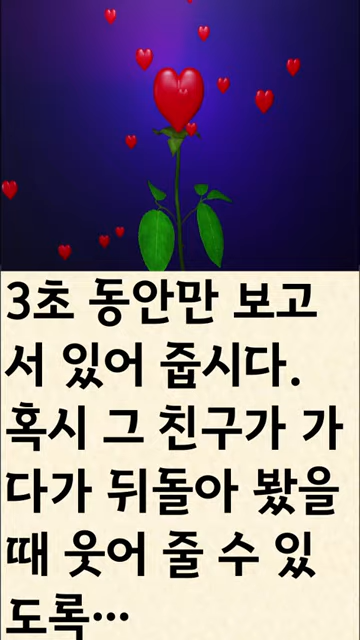 3초 동안만 보고
서 있어 줍시다.
혹시 그 친구가 가
다가 뒤돌아 봤을
때 웃어 줄 수 있
도록…